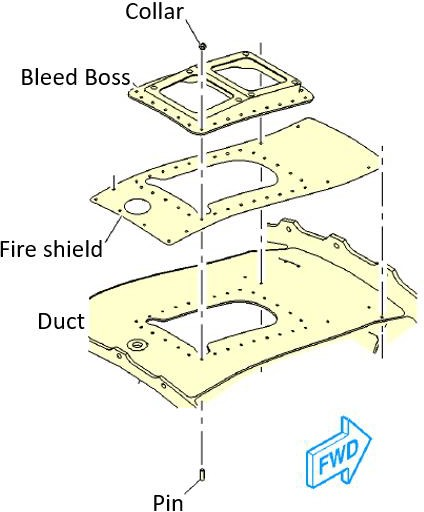 Collar
Bleed Boss
Fire shield
Duct
FWD
Pin